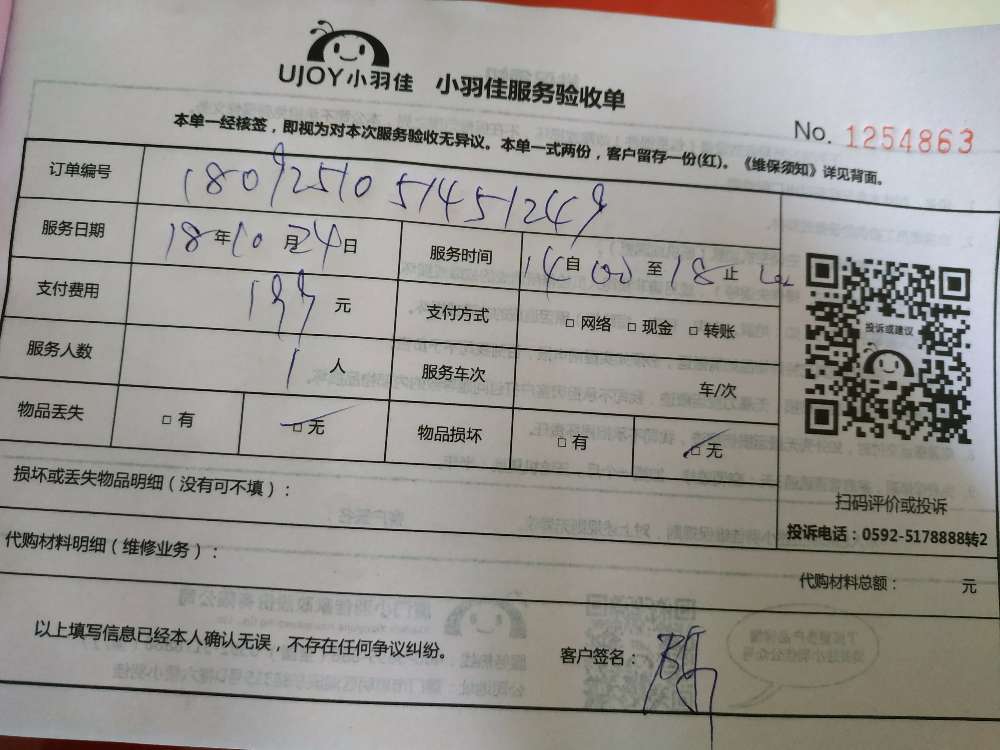 UJOY小羽佳 小羽佳服务验收单
No. 1254863
本单一经核签，即视为对本次服务验收无异议。本单一式两份，客户留存一份(红)。《维保须知》详见背面。
订单编号 1809251051451249
服务日期 18年10月24日 服务时间 14自00至18止
支付费用 199元 支付方式 □网络 □现金 □转账
服务人数 1人 服务车次 车/次
物品丢失 □有 □无 物品损坏 □有 □无
投诉或建议
扫码评价或投诉
投诉电话：0592-5178888转2
损坏或丢失物品明细（没有可不填）：
代购材料明细（维修业务）：
代购材料总额： 元
以上填写信息已经本人确认无误，不存在任何争议纠纷。 客户签名：